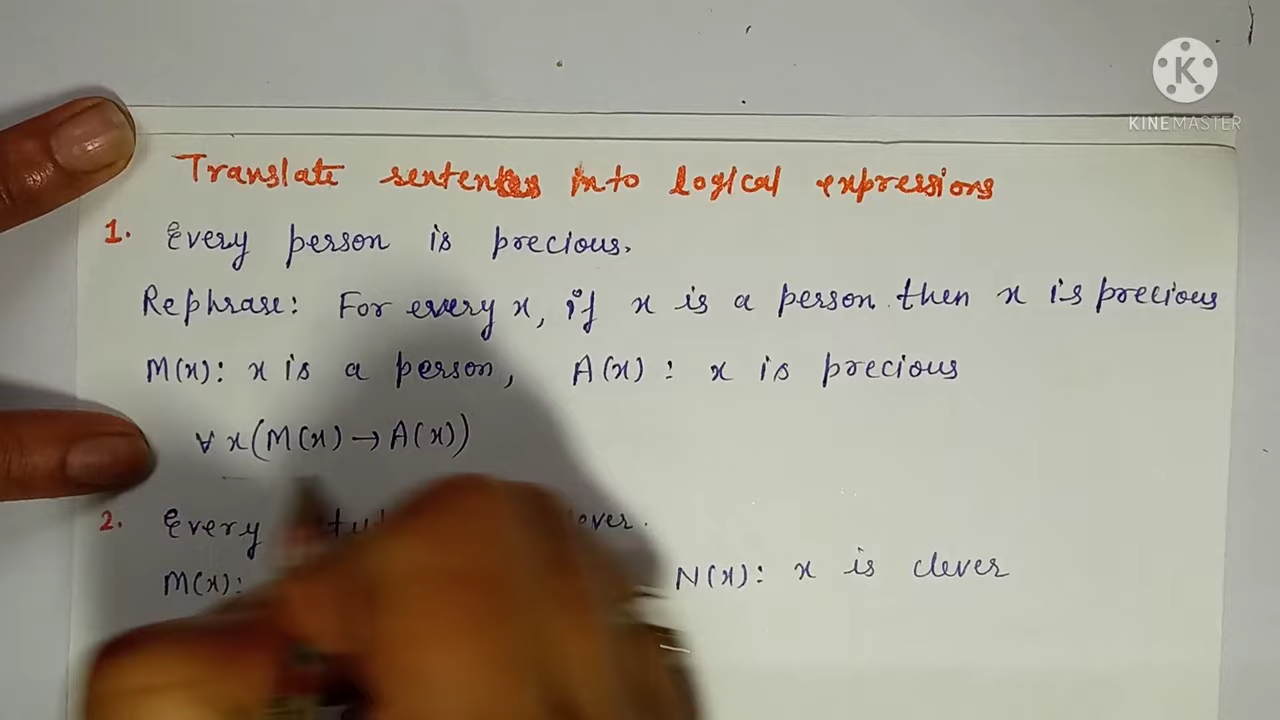 KINEMASTER
Translate sentences into logical expressions
1. Every person is precious.
Rephrase: For every x, if x is a person then x is precious
M(x): x is a person, A(x): x is precious
∀x(M(x)→A(x))
2. Every
M(x): N(x): x is clever